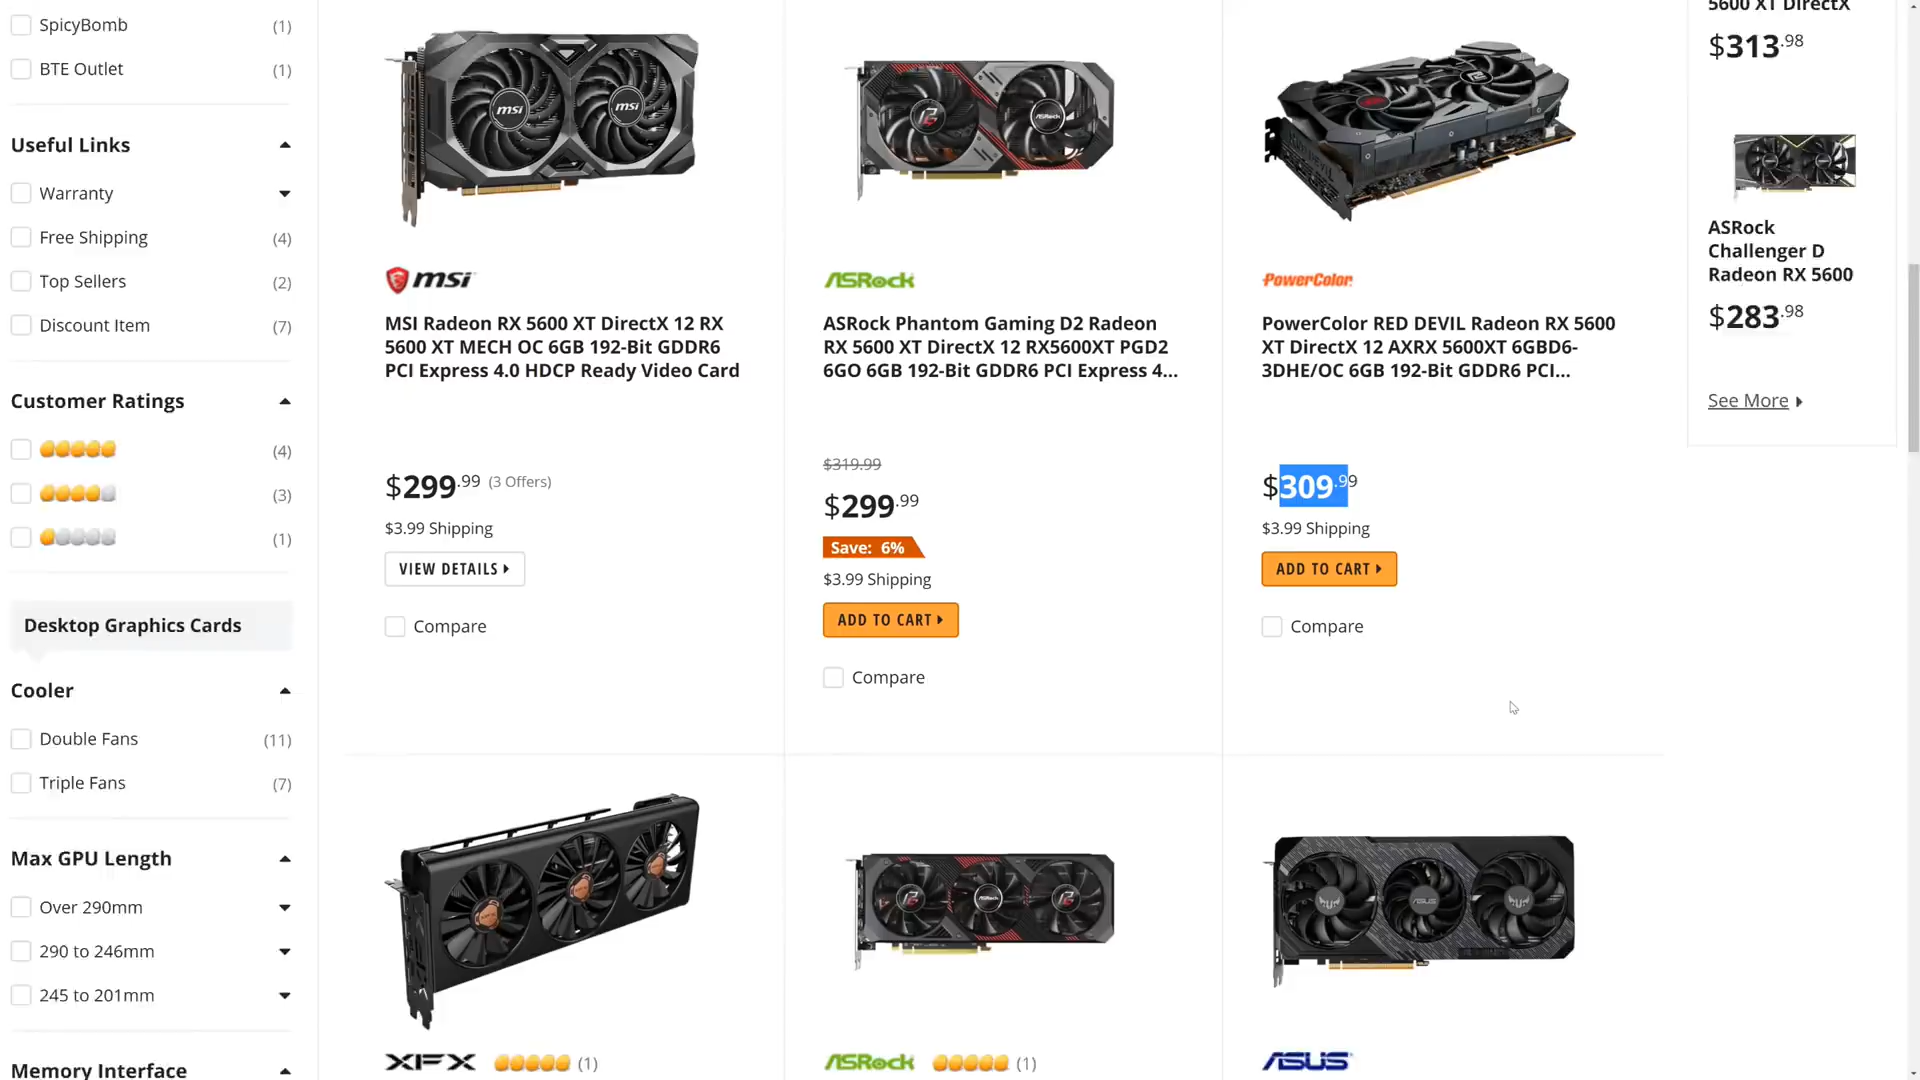 SpicyBomb (1)
BTE Outlet (1)
Useful Links
Warranty
Free Shipping (4)
Top Sellers (2)
Discount Item (7)
Customer Ratings
(4)
(3)
(1)
Desktop Graphics Cards
Cooler
Double Fans (11)
Triple Fans (7)
Max GPU Length
Over 290mm
290 to 246mm
245 to 201mm
Memory Interface
msi msi
msi
MSI Radeon RX 5600 XT DirectX 12 RX
5600 XT MECH OC 6GB 192-Bit GDDR6
PCI Express 4.0 HDCP Ready Video Card
$299.99 (3 Offers)
$3.99 Shipping
VIEW DETAILS
Compare
ASRock
ASRock
ASRock Phantom Gaming D2 Radeon
RX 5600 XT DirectX 12 RX5600XT PGD2
6GO 6GB 192-Bit GDDR6 PCI Express 4...
$319.99
$299.99
Save: 6%
$3.99 Shipping
ADD TO CART
Compare
PowerColor
PowerColor RED DEVIL Radeon RX 5600
XT DirectX 12 AXRX 5600XT 6GBD6-
3DHE/OC 6GB 192-Bit GDDR6 PCI...
$309.99
$3.99 Shipping
ADD TO CART
Compare
XFX (1)
ASRock
ASRock (1)
ASUS
ASUS
5600 XT DirectX
$313.98
ASRock
Challenger D
Radeon RX 5600
$283.98
See More